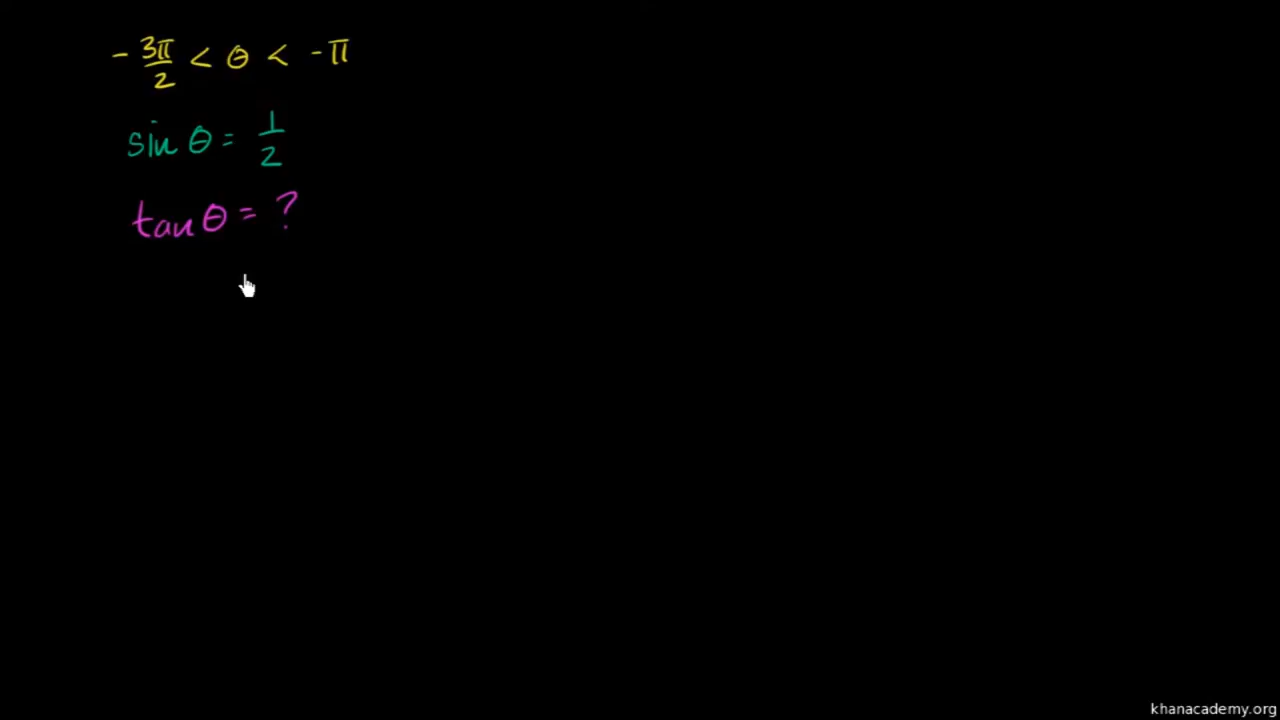 -3π/2 < θ < -π
sin θ = 1/2
tan θ = ?
khanacademy.org